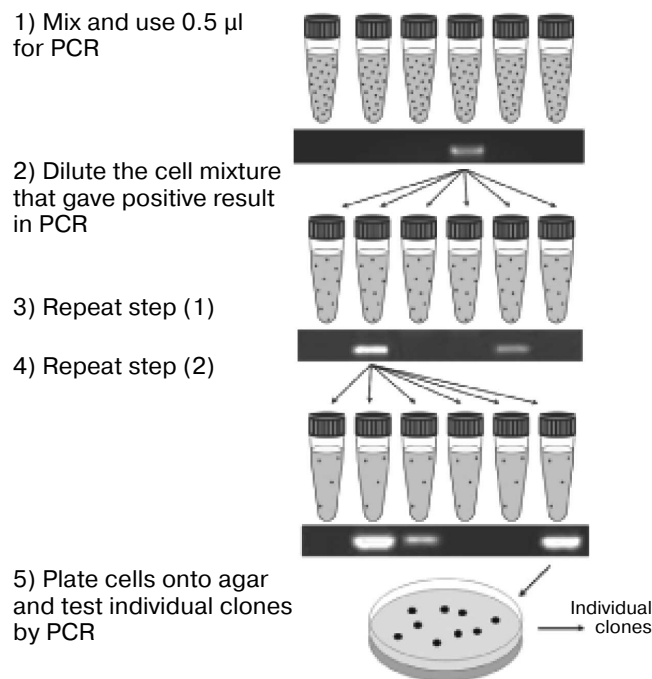 1) Mix and use 0.5 µl
for PCR
2) Dilute the cell mixture
that gave positive result
in PCR
3) Repeat step (1)
4) Repeat step (2)
5) Plate cells onto agar
and test individual clones
by PCR
Individual
clones